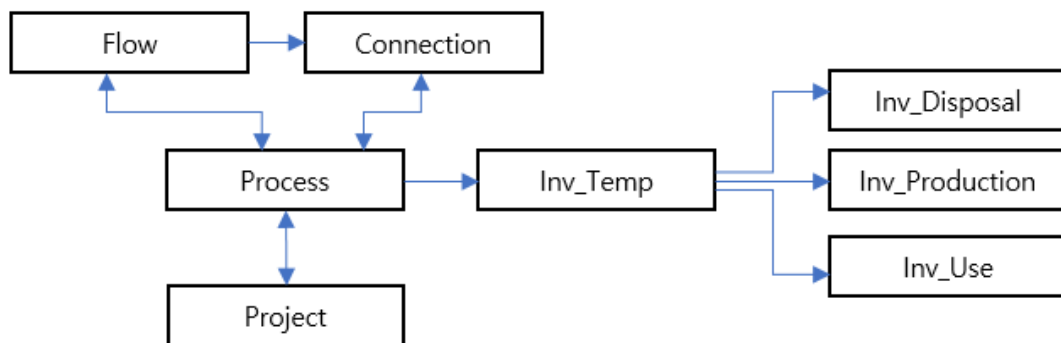 Flow
Connection
Inv_Disposal
Process
Inv_Temp
Inv_Production
Inv_Use
Project